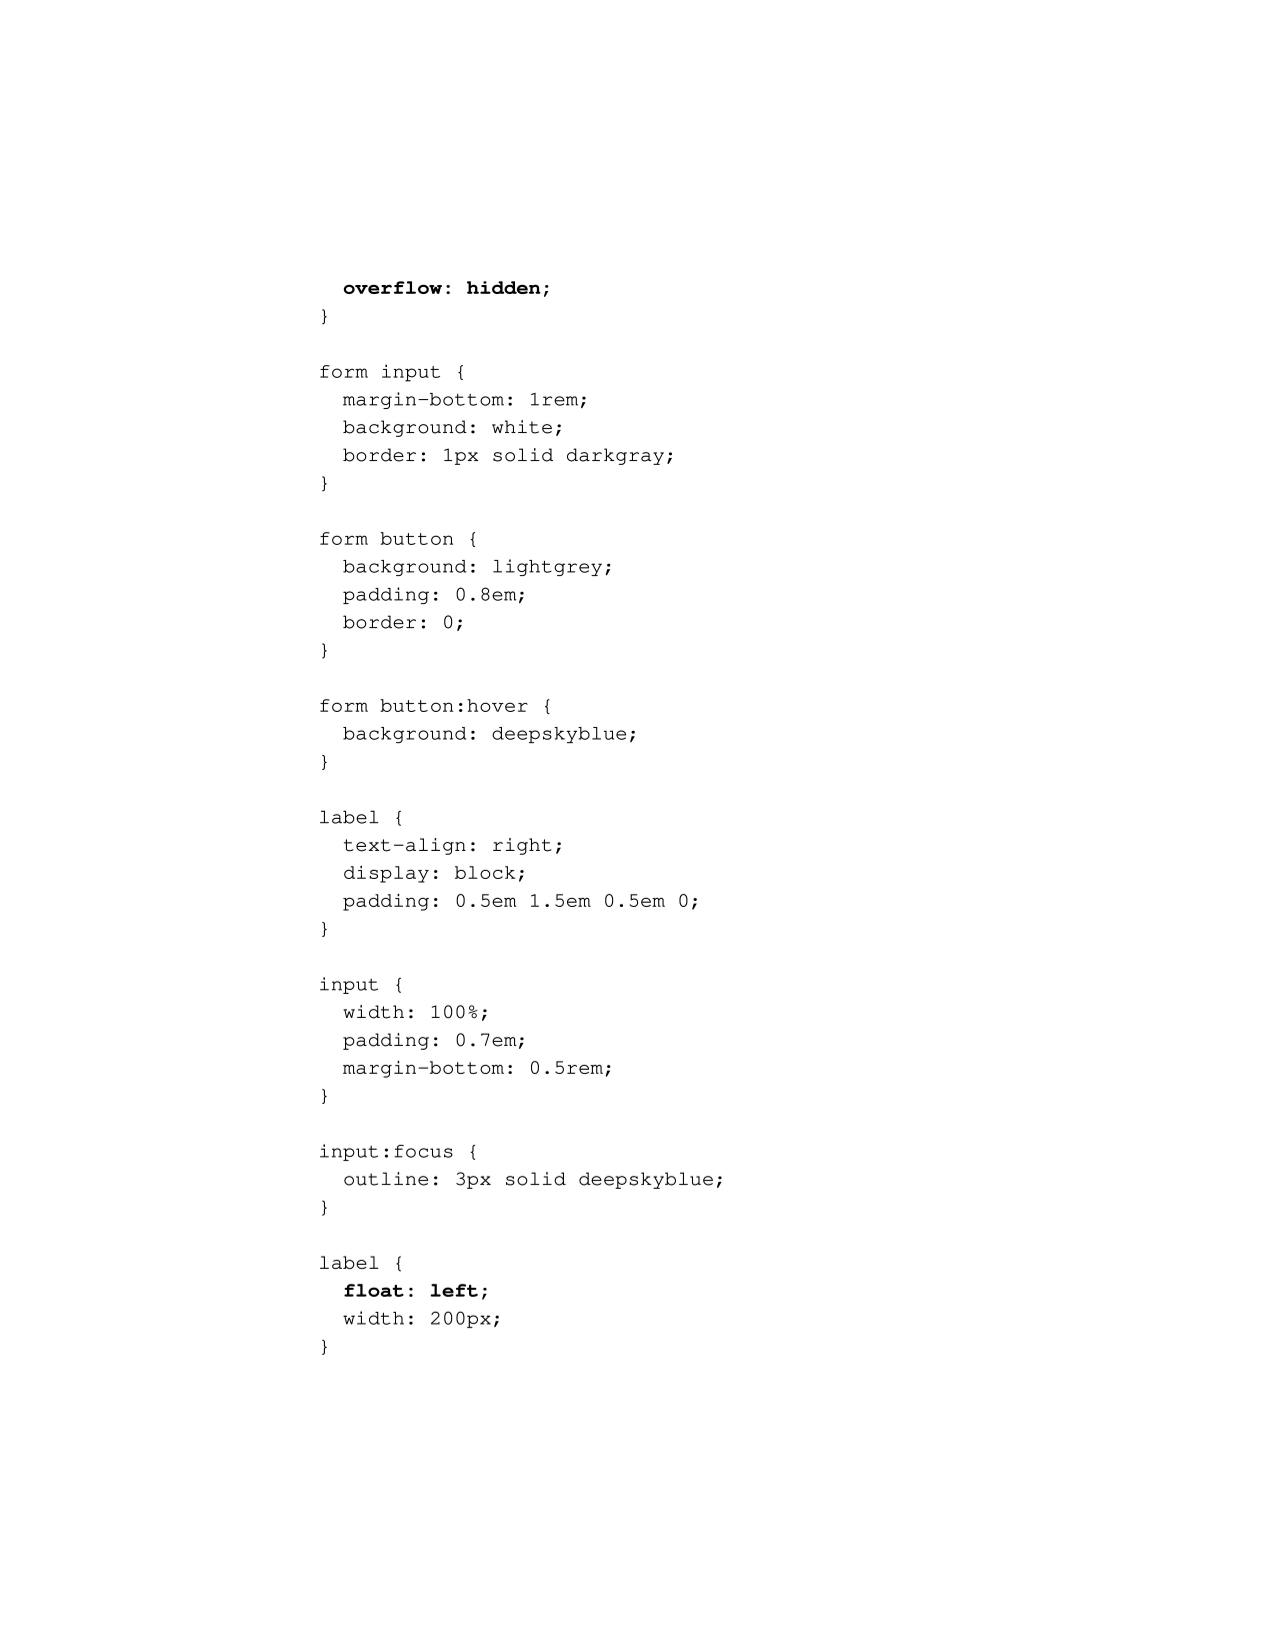 overflow: hidden;
}

form input {
  margin-bottom: 1rem;
  background: white;
  border: 1px solid darkgray;
}

form button {
  background: lightgrey;
  padding: 0.8em;
  border: 0;
}

form button:hover {
  background: deepskyblue;
}

label {
  text-align: right;
  display: block;
  padding: 0.5em 1.5em 0.5em 0;
}

input {
  width: 100%;
  padding: 0.7em;
  margin-bottom: 0.5rem;
}

input:focus {
  outline: 3px solid deepskyblue;
}

label {
  float: left;
  width: 200px;
}